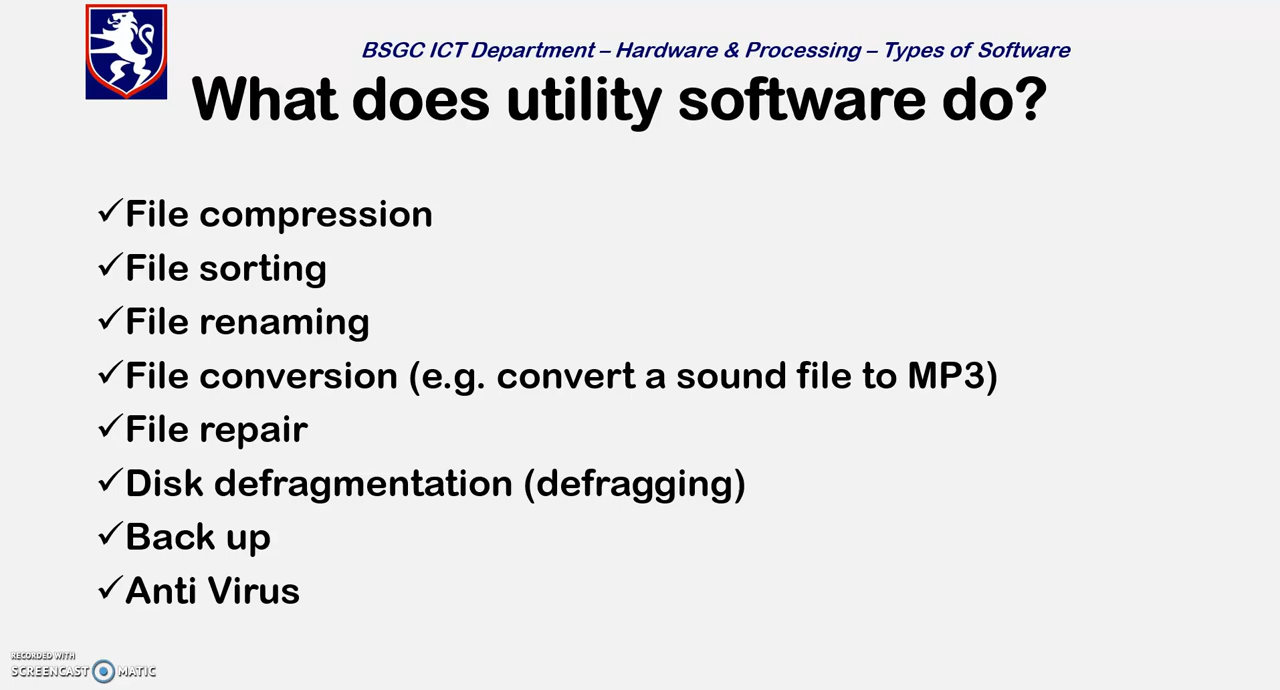 BSGC ICT Department – Hardware & Processing – Types of Software
What does utility software do?
✓File compression
✓File sorting
✓File renaming
✓File conversion (e.g. convert a sound file to MP3)
✓File repair
✓Disk defragmentation (defragging)
✓Back up
✓Anti Virus
RECORDED WITH
SCREENCAST MATIC